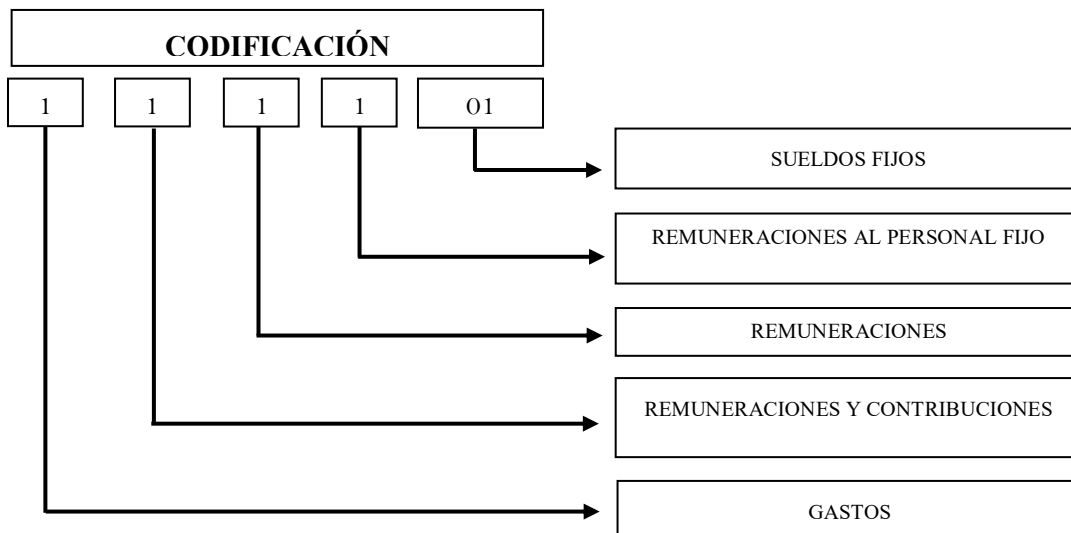 CODIFICACIÓN
1 1 1 1 01
SUELDOS FIJOS
REMUNERACIONES AL PERSONAL FIJO
REMUNERACIONES
REMUNERACIONES Y CONTRIBUCIONES
GASTOS